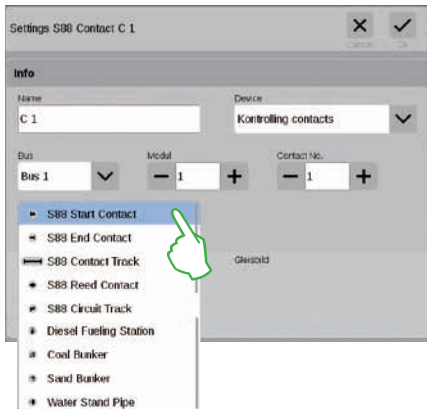 Settings S88 Contact C 1
Cancel Ok
Info
Name Device
C 1 Kontrolling contacts
Bus Modul Contact No.
Bus 1 1 1
S88 Start Contact
S88 End Contact
S88 Contact Track
Gleisbild
S88 Reed Contact
S88 Circuit Track
Diesel Fueling Station
Coal Bunker
Sand Bunker
Water Stand Pipe